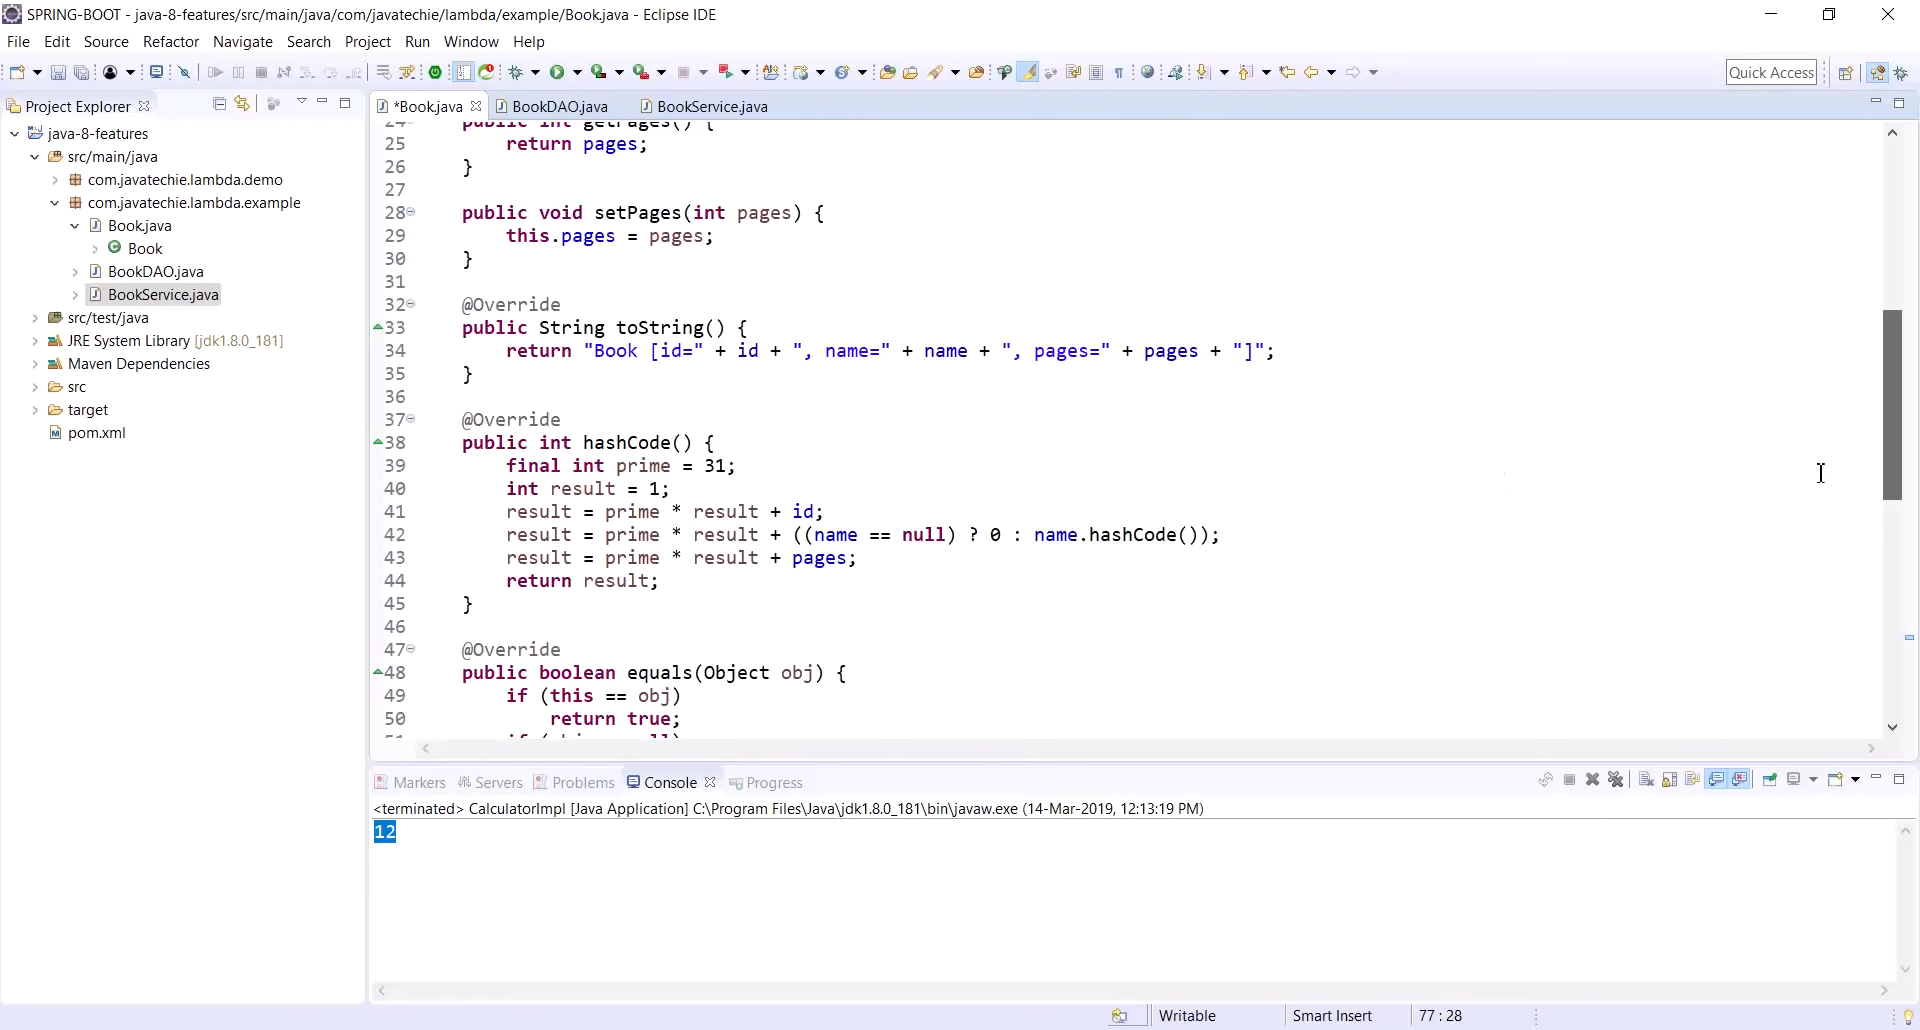 SPRING-BOOT - java-8-features/src/main/java/com/javatechie/lambda/example/Book.java - Eclipse IDE
File Edit Source Refactor Navigate Search Project Run Window Help
Quick Access
Project Explorer
java-8-features
src/main/java
com.javatechie.lambda.demo
com.javatechie.lambda.example
Book.java
Book
BookDAO.java
BookService.java
src/test/java
JRE System Library [jdk1.8.0_181]
Maven Dependencies
src
target
pom.xml
*Book.java BookDAO.java BookService.java
24 public int getPages() {
25 return pages;
26 }
27
28 public void setPages(int pages) {
29 this.pages = pages;
30 }
31
32 @Override
33 public String toString() {
34 return "Book [id=" + id + ", name=" + name + ", pages=" + pages + "]";
35 }
36
37 @Override
38 public int hashCode() {
39 final int prime = 31;
40 int result = 1;
41 result = prime * result + id;
42 result = prime * result + ((name == null) ? 0 : name.hashCode());
43 result = prime * result + pages;
44 return result;
45 }
46
47 @Override
48 public boolean equals(Object obj) {
49 if (this == obj)
50 return true;
Markers Servers Problems Console Progress
<terminated> CalculatorImpl [Java Application] C:\Program Files\Java\jdk1.8.0_181\bin\javaw.exe (14-Mar-2019, 12:13:19 PM)
12
Writable Smart Insert 77 : 28